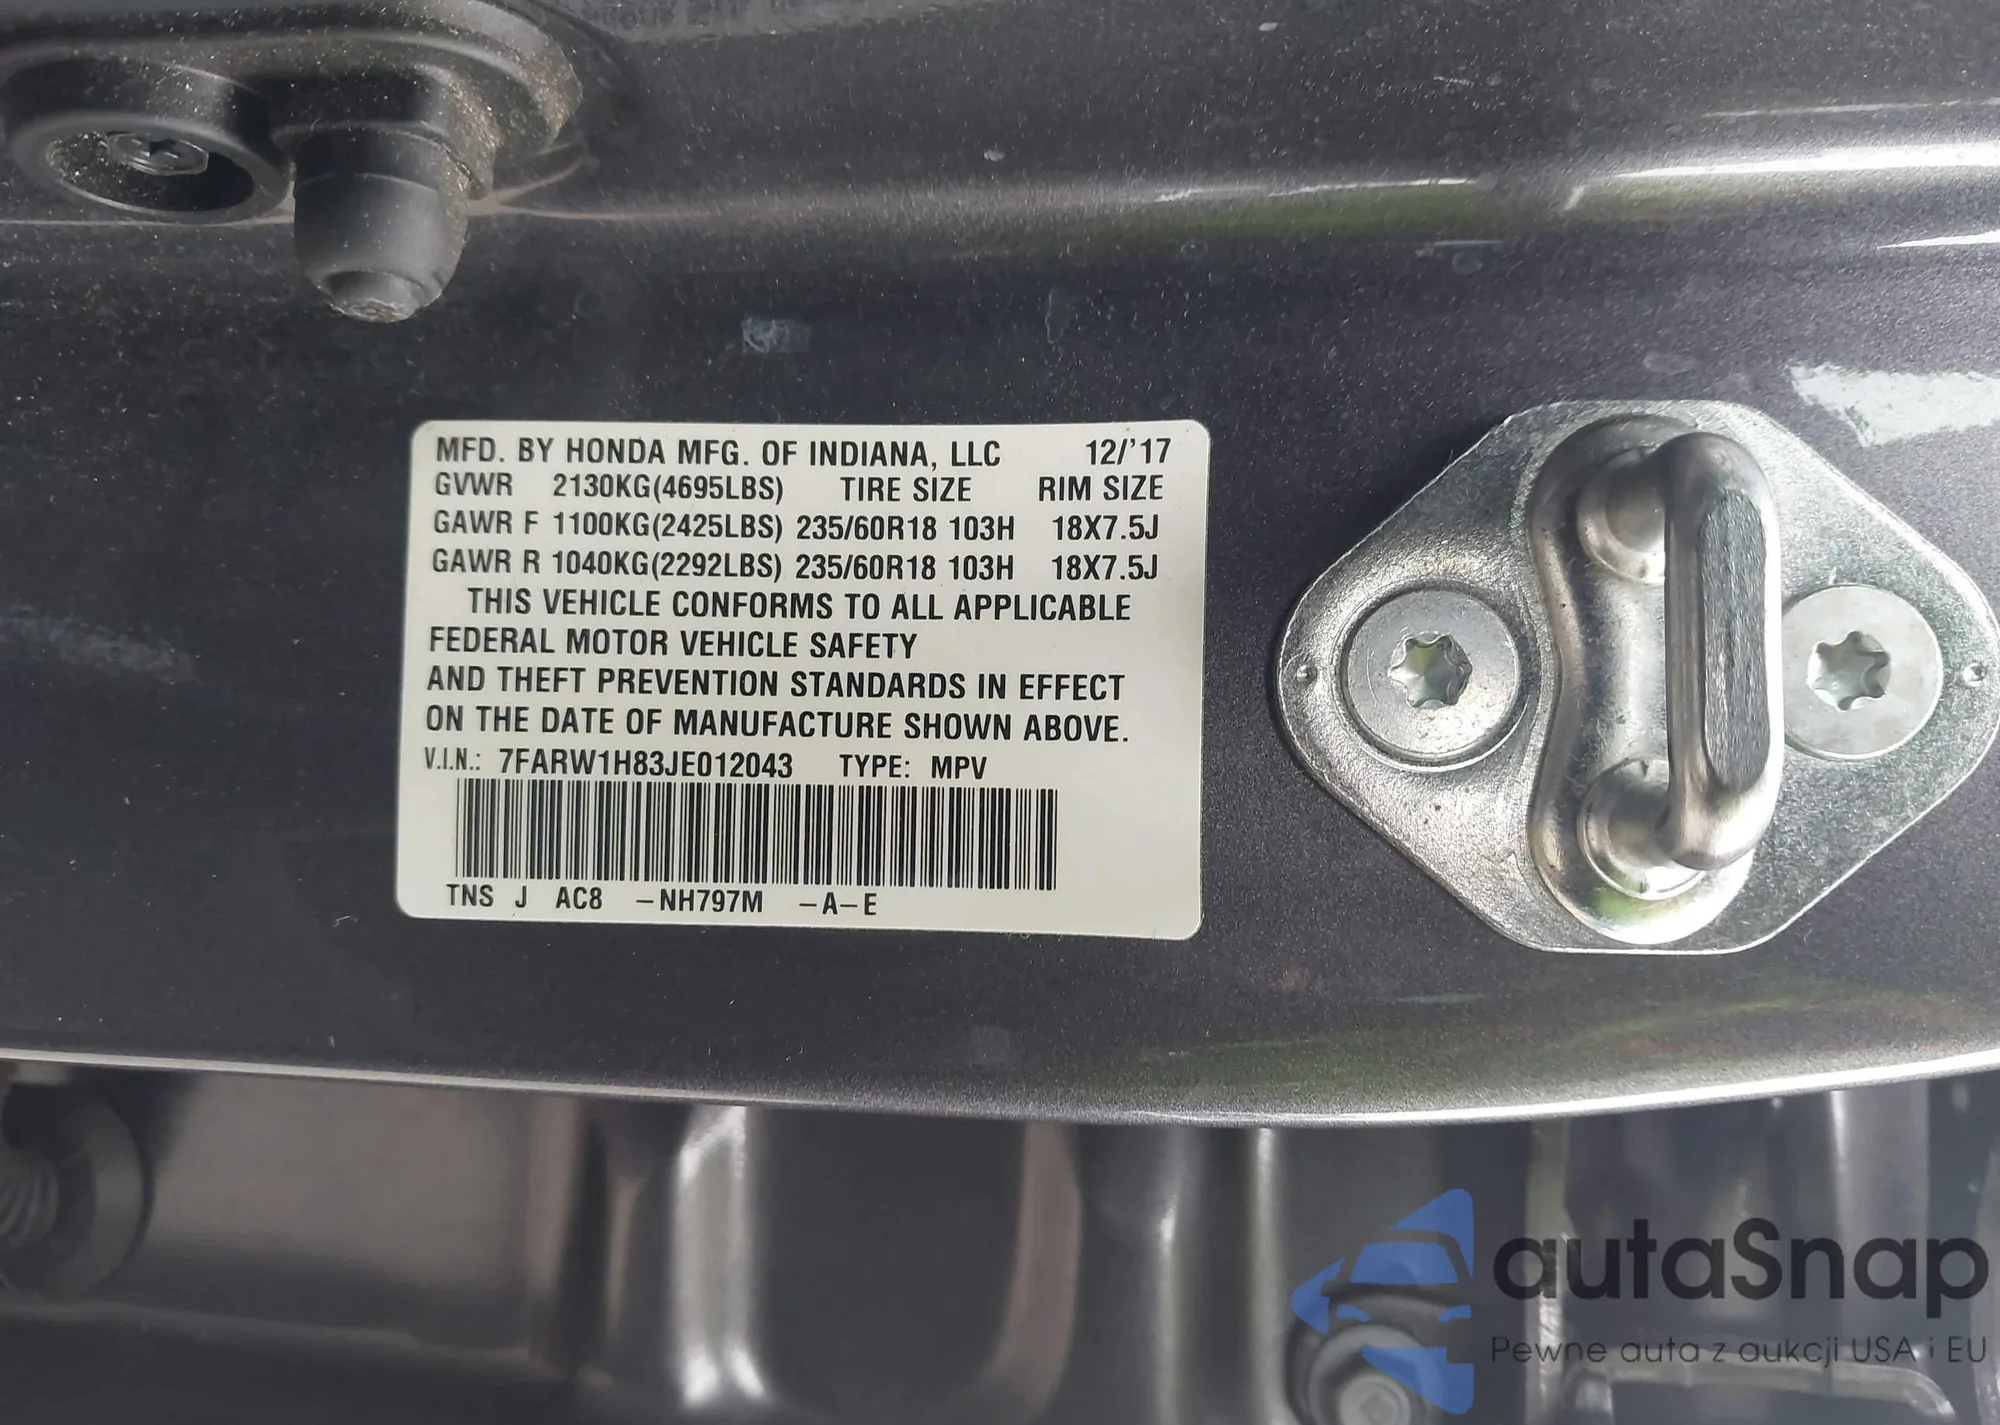 MFD. BY HONDA MFG. OF INDIANA, LLC 12/'17
GVWR 2130KG(4695LBS) TIRE SIZE RIM SIZE
GAWR F 1100KG(2425LBS) 235/60R18 103H 18X7.5J
GAWR R 1040KG(2292LBS) 235/60R18 103H 18X7.5J
THIS VEHICLE CONFORMS TO ALL APPLICABLE
FEDERAL MOTOR VEHICLE SAFETY
AND THEFT PREVENTION STANDARDS IN EFFECT
ON THE DATE OF MANUFACTURE SHOWN ABOVE.
V.I.N.: 7FARW1H83JE012043 TYPE: MPV
TNS J AC8 -NH797M -A-E
autaSnap
Pewne auta z aukcji USA i EU